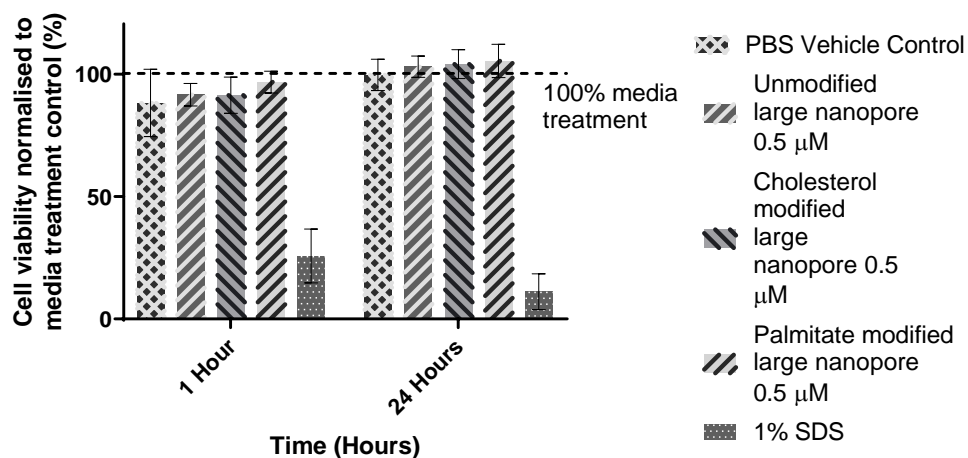 Cell viability normalised to
media treatment control (%)
100
50
0
1 Hour
24 Hours
Time (Hours)
100% media
treatment
PBS Vehicle Control
Unmodified
large nanopore
0.5 μM
Cholesterol
modified
large
nanopore 0.5
μM
Palmitate modified
large nanopore
0.5 μM
1% SDS